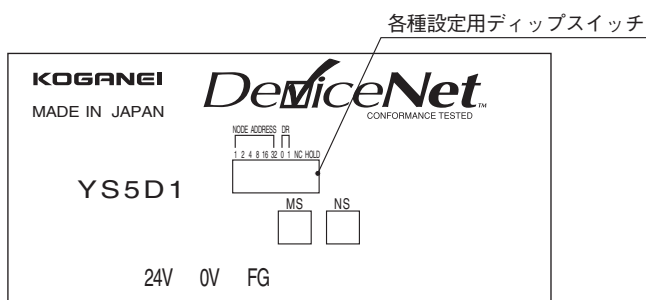 各種設定用ディップスイッチ
KOGANEI
DeviceNet™
MADE IN JAPAN
CONFORMANCE TESTED
NODE ADDRESS DR
1 2 4 8 16 32 0 1 NC HOLD
YS5D1
MS NS
24V 0V FG